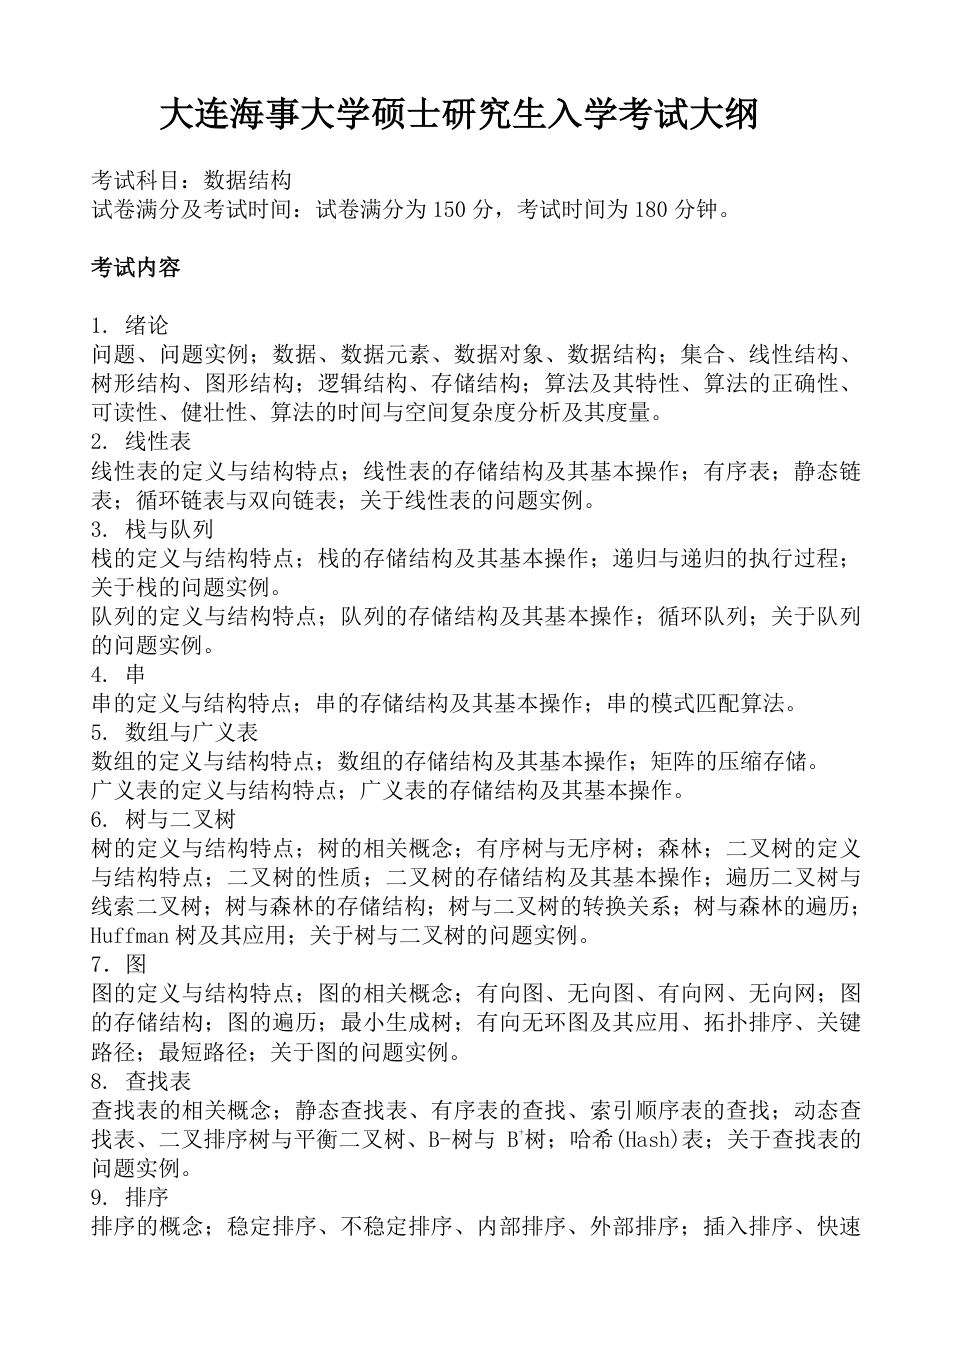 大连海事大学硕士研究生入学考试大纲
考试科目：数据结构
试卷满分及考试时间：试卷满分为 150 分，考试时间为 180 分钟。
考试内容
1. 绪论
问题、问题实例；数据、数据元素、数据对象、数据结构；集合、线性结构、
树形结构、图形结构；逻辑结构、存储结构；算法及其特性、算法的正确性、
可读性、健壮性、算法的时间与空间复杂度分析及其度量。
2. 线性表
线性表的定义与结构特点；线性表的存储结构及其基本操作；有序表；静态链
表；循环链表与双向链表；关于线性表的问题实例。
3. 栈与队列
栈的定义与结构特点；栈的存储结构及其基本操作；递归与递归的执行过程；
关于栈的问题实例。
队列的定义与结构特点；队列的存储结构及其基本操作；循环队列；关于队列
的问题实例。
4. 串
串的定义与结构特点；串的存储结构及其基本操作；串的模式匹配算法。
5. 数组与广义表
数组的定义与结构特点；数组的存储结构及其基本操作；矩阵的压缩存储。
广义表的定义与结构特点；广义表的存储结构及其基本操作。
6. 树与二叉树
树的定义与结构特点；树的相关概念；有序树与无序树；森林；二叉树的定义
与结构特点；二叉树的性质；二叉树的存储结构及其基本操作；遍历二叉树与
线索二叉树；树与森林的存储结构；树与二叉树的转换关系；树与森林的遍历；
Huffman 树及其应用；关于树与二叉树的问题实例。
7. 图
图的定义与结构特点；图的相关概念；有向图、无向图、有向网、无向网；图
的存储结构；图的遍历；最小生成树；有向无环图及其应用、拓扑排序、关键
路径；最短路径；关于图的问题实例。
8. 查找表
查找表的相关概念；静态查找表、有序表的查找、索引顺序表的查找；动态查
找表、二叉排序树与平衡二叉树、B-树与 B⁺树；哈希(Hash)表；关于查找表的
问题实例。
9. 排序
排序的概念；稳定排序、不稳定排序、内部排序、外部排序；插入排序、快速